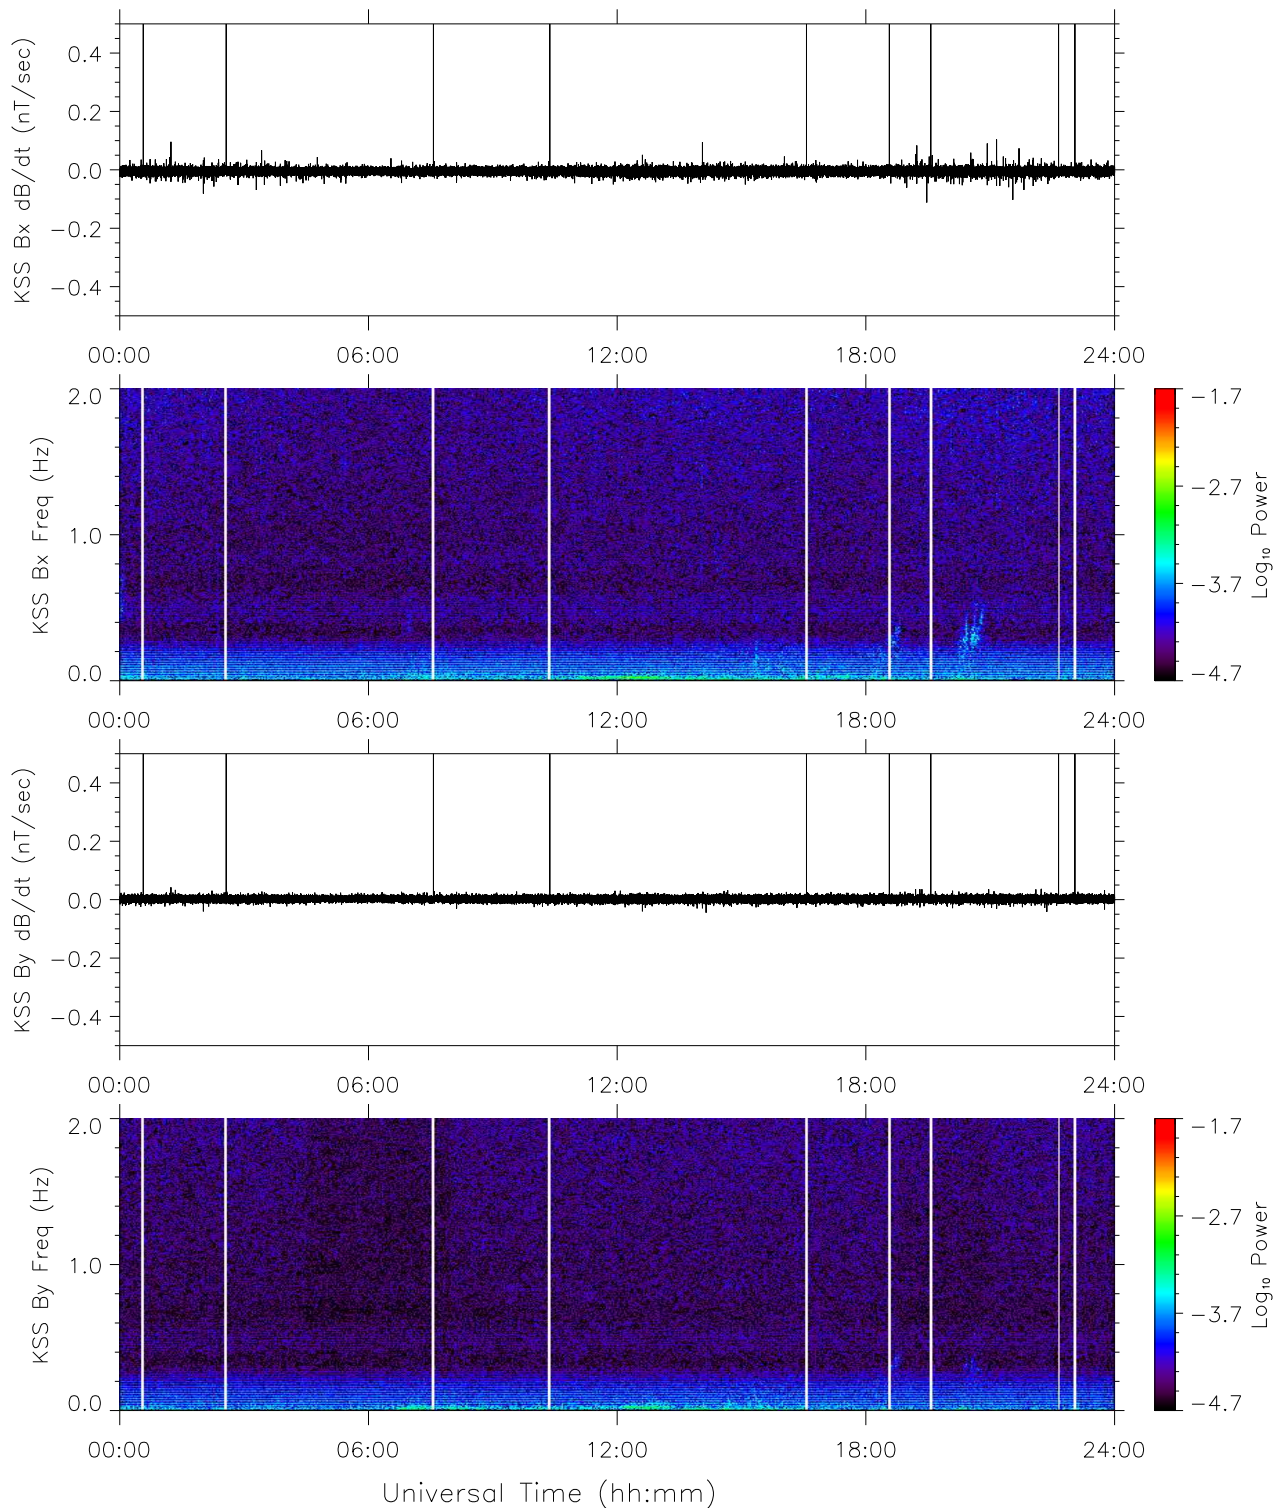 KSS Bx dB/dt (nT/sec)
0.4
0.2
0.0
−0.2
−0.4
00:00 06:00 12:00 18:00 24:00
KSS Bx Freq (Hz)
2.0
1.0
0.0
−1.7
−2.7
−3.7
−4.7
Log₁₀ Power
00:00 06:00 12:00 18:00 24:00
KSS By dB/dt (nT/sec)
0.4
0.2
0.0
−0.2
−0.4
00:00 06:00 12:00 18:00 24:00
KSS By Freq (Hz)
2.0
1.0
0.0
−1.7
−2.7
−3.7
−4.7
Log₁₀ Power
00:00 06:00 12:00 18:00 24:00
Universal Time (hh:mm)